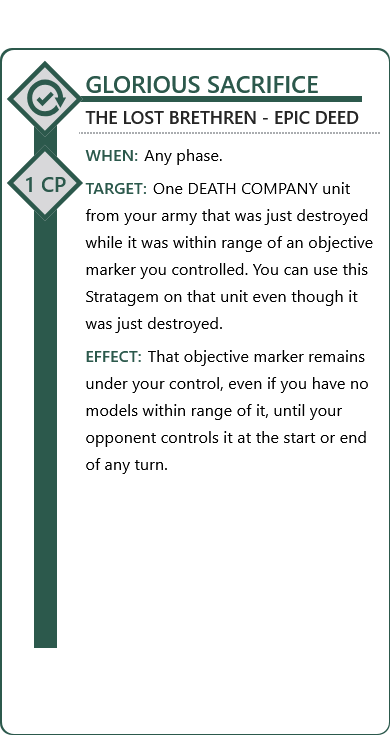 GLORIOUS SACRIFICE
THE LOST BRETHREN - EPIC DEED
1 CP
WHEN: Any phase.
TARGET: One DEATH COMPANY unit
from your army that was just destroyed
while it was within range of an objective
marker you controlled. You can use this
Stratagem on that unit even though it
was just destroyed.
EFFECT: That objective marker remains
under your control, even if you have no
models within range of it, until your
opponent controls it at the start or end
of any turn.